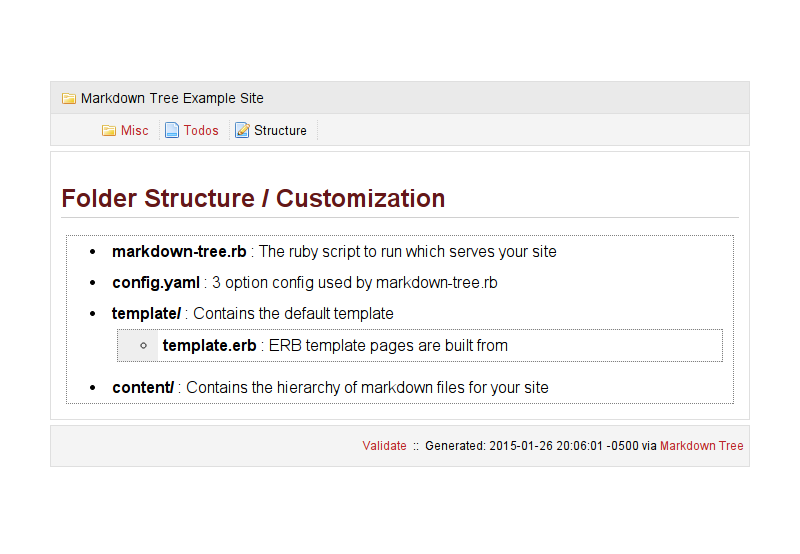 Markdown Tree Example Site
Misc Todos Structure
Folder Structure / Customization
markdown-tree.rb : The ruby script to run which serves your site
config.yaml : 3 option config used by markdown-tree.rb
template/ : Contains the default template
template.erb : ERB template pages are built from
content/ : Contains the hierarchy of markdown files for your site
Validate :: Generated: 2015-01-26 20:06:01 -0500 via Markdown Tree